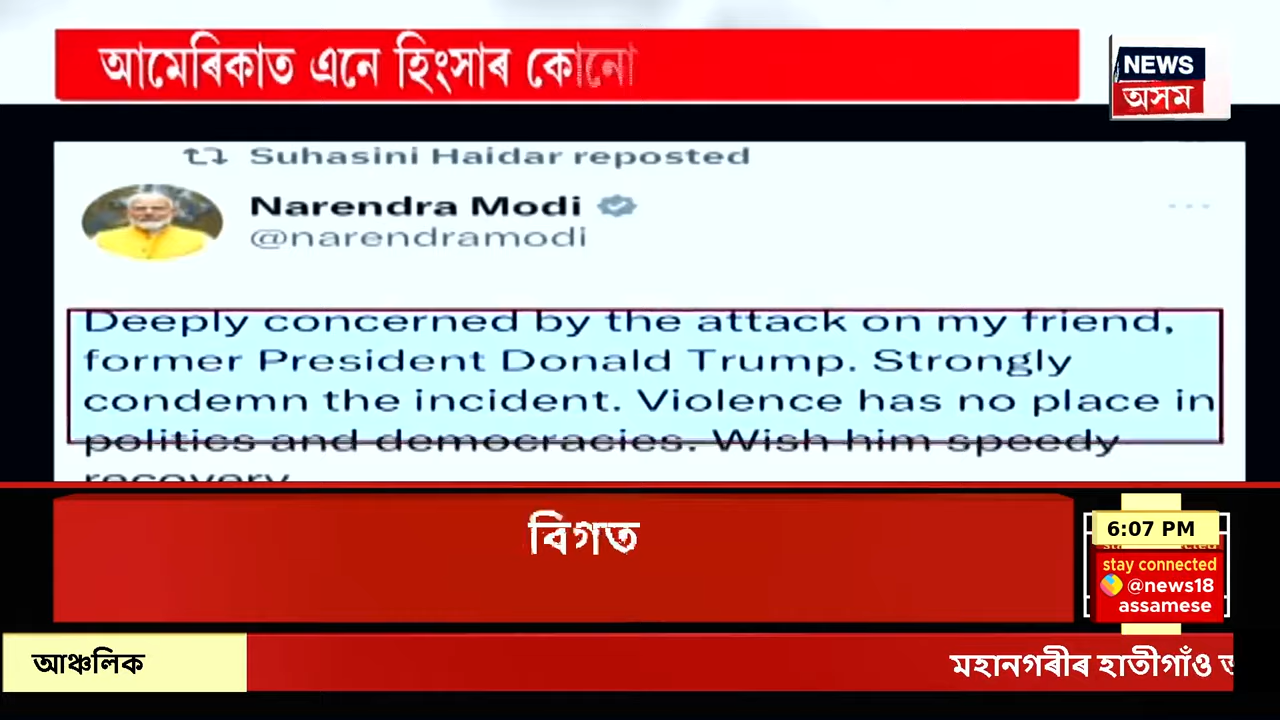 আমেৰিকাত এনে হিংসাৰ কোনো
NEWS
অসম
Suhasini Haidar reposted
Narendra Modi
@narendramodi
Deeply concerned by the attack on my friend,
former President Donald Trump. Strongly
condemn the incident. Violence has no place in
politics and democracies. Wish him speedy
recovery
বিগত
6:07 PM
stay connected
@news18
assamese
আঞ্চলিক
মহানগৰীৰ হাতীগাঁও